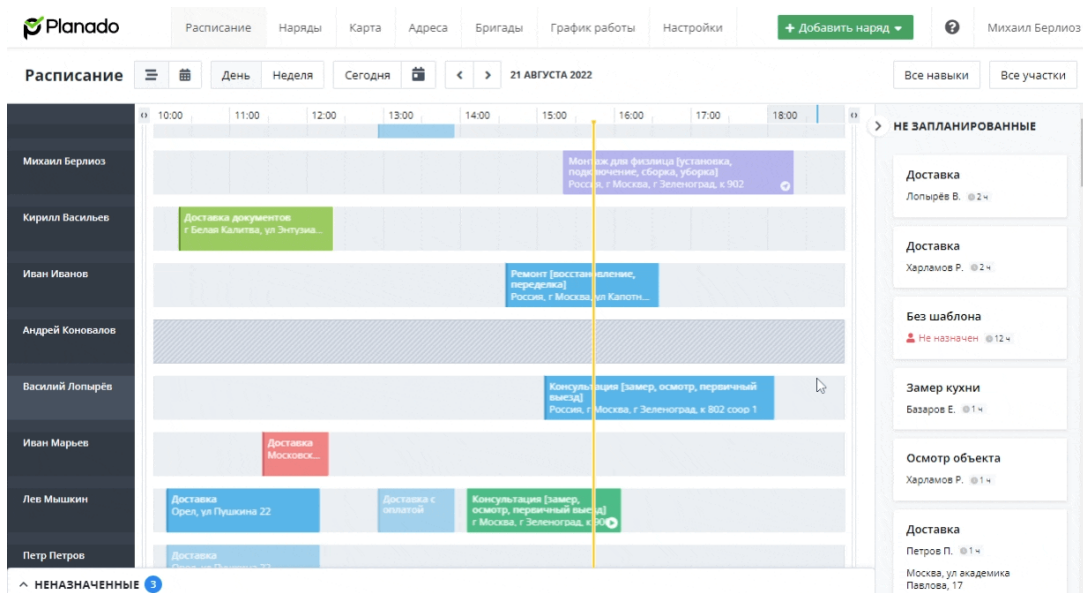 Planado
Расписание Наряды Карта Адреса Бригады График работы Настройки + Добавить наряд ? Михаил Берлиоз
Расписание День Неделя Сегодня < > 21 АВГУСТА 2022 Все навыки Все участки
10:00 11:00 12:00 13:00 14:00 15:00 16:00 17:00 18:00
Михаил Берлиоз
Монтаж для физлица [установка,
подключение, сборка, уборка]
Россия, г Москва, г Зеленоград, к 902
Кирилл Васильев
Доставка документов
г Белая Калитва, ул Энтузиа...
Иван Иванов
Ремонт [восстановление,
переделка]
Россия, г Москва, ул Капотн...
Андрей Коновалов
Василий Лопырёв
Консультация [замер, осмотр, первичный
выезд]
Россия, г Москва, г Зеленоград, к 802 соор 1
Иван Марьев
Доставка
Московск...
Лев Мышкин
Доставка
Орел, ул Пушкина 22
Доставка с
оплатой
Консультация [замер,
осмотр, первичный выезд]
г Москва, г Зеленоград, к 90
Петр Петров
Доставка
Орел, ул Пушкина 22
НЕНАЗНАЧЕННЫЕ 3
НЕ ЗАПЛАНИРОВАННЫЕ
Доставка
Лопырёв В. 2 ч
Доставка
Харламов Р. 2 ч
Без шаблона
Не назначен 12 ч
Замер кухни
Базаров Е. 1 ч
Осмотр объекта
Харламов Р. 1 ч
Доставка
Петров П. 1 ч
Москва, ул академика
Павлова, 17